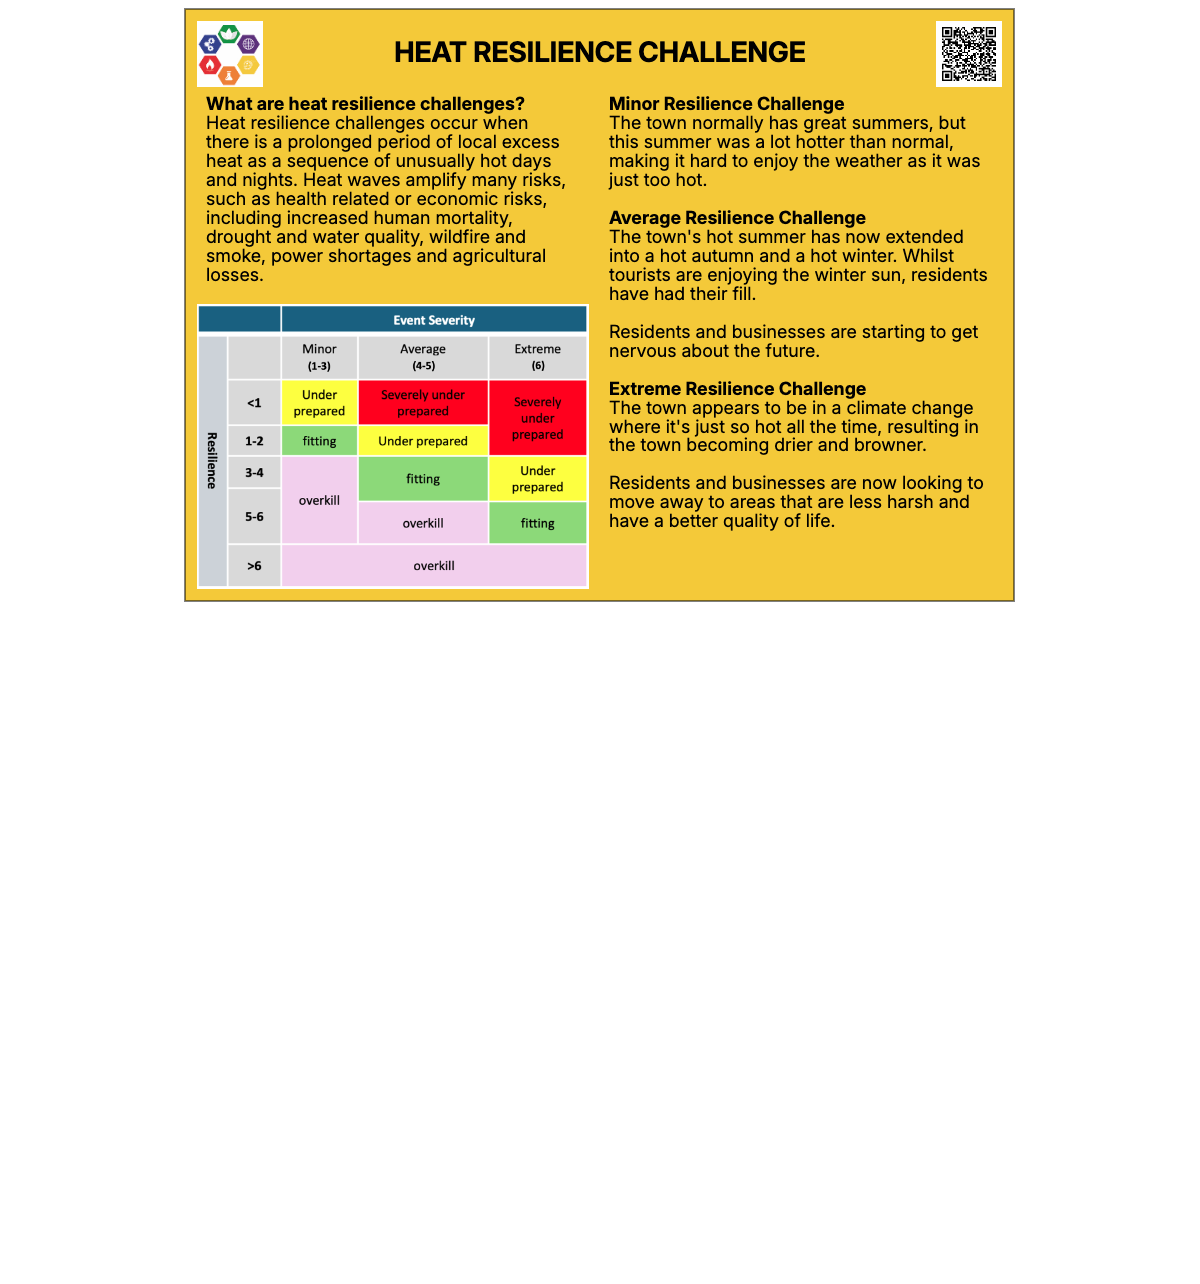 HEAT RESILIENCE CHALLENGE
What are heat resilience challenges?
Heat resilience challenges occur when
there is a prolonged period of local excess
heat as a sequence of unusually hot days
and nights. Heat waves amplify many risks,
such as health related or economic risks,
including increased human mortality,
drought and water quality, wildfire and
smoke, power shortages and agricultural
losses.
Event Severity
Minor
(1-3)
Average
(4-5)
Extreme
(6)
Resilience
<1
Under
prepared
Severely under
prepared
Severely
under
prepared
1-2
fitting
Under prepared
3-4
overkill
fitting
Under
prepared
5-6
overkill
fitting
>6
overkill
Minor Resilience Challenge
The town normally has great summers, but
this summer was a lot hotter than normal,
making it hard to enjoy the weather as it was
just too hot.
Average Resilience Challenge
The town's hot summer has now extended
into a hot autumn and a hot winter. Whilst
tourists are enjoying the winter sun, residents
have had their fill.
Residents and businesses are starting to get
nervous about the future.
Extreme Resilience Challenge
The town appears to be in a climate change
where it's just so hot all the time, resulting in
the town becoming drier and browner.
Residents and businesses are now looking to
move away to areas that are less harsh and
have a better quality of life.